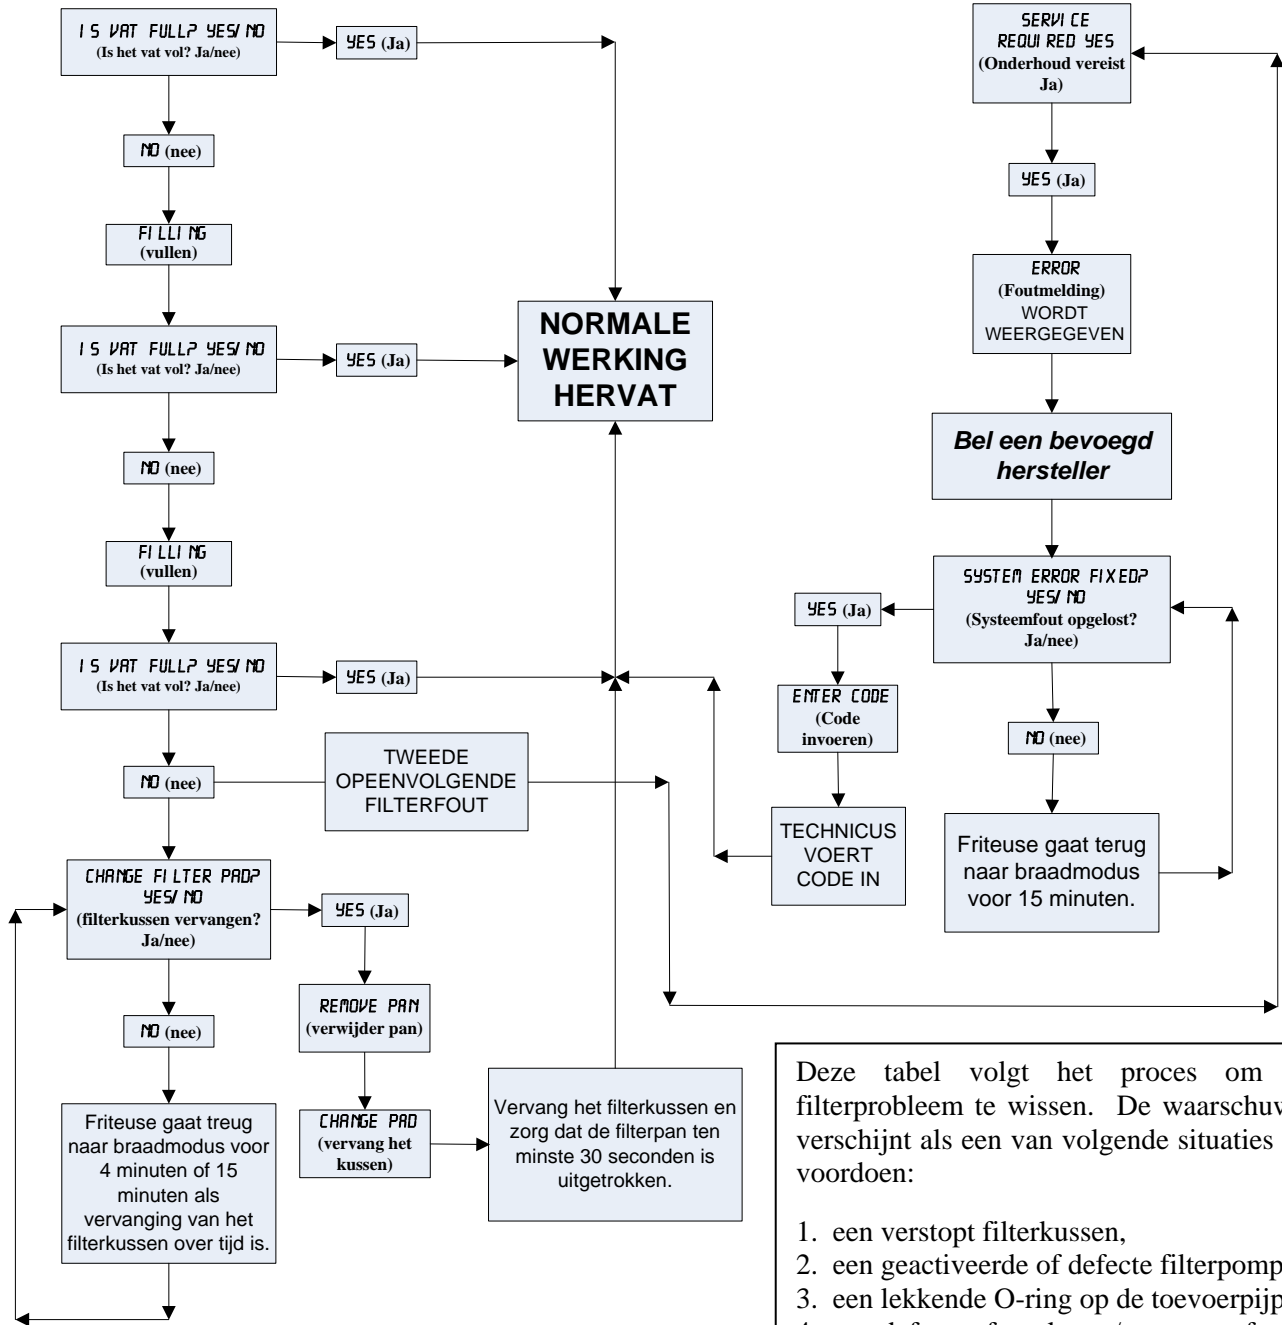 IS VAT FULL? YES/NO
(Is het vat vol? Ja/nee)
YES (Ja)
NO (nee)
FILLING
(vullen)
IS VAT FULL? YES/NO
(Is het vat vol? Ja/nee)
YES (Ja)
NORMALE
WERKING
HERVAT
NO (nee)
FILLING
(vullen)
IS VAT FULL? YES/NO
(Is het vat vol? Ja/nee)
YES (Ja)
NO (nee)
TWEEDE
OPEENVOLGENDE
FILTERFOUT
CHANGE FILTER PAD?
YES/NO
(filterkussen vervangen?
Ja/nee)
YES (Ja)
NO (nee)
REMOVE PAN
(verwijder pan)
CHANGE PAD
(vervang het
kussen)
Vervang het filterkussen en
zorg dat de filterpan ten
minste 30 seconden is
uitgetrokken.
Friteuse gaat treug
naar braadmodus voor
4 minuten of 15
minuten als
vervanging van het
filterkussen over tijd is.
SERVICE
REQUIRED YES
(Onderhoud vereist
Ja)
YES (Ja)
ERROR
(Foutmelding)
WORDT
WEERGEGEVEN
Bel een bevoegd
hersteller
SYSTEM ERROR FIXED?
YES/NO
(Systeemfout opgelost?
Ja/nee)
YES (Ja)
ENTER CODE
(Code
invoeren)
NO (nee)
TECHNICUS
VOERT
CODE IN
Friteuse gaat terug
naar braadmodus
voor 15 minuten.
Deze tabel volgt het proces om
filterprobleem te wissen. De waarschuw
verschijnt als een van volgende situaties
voordoen:
1. een verstopt filterkussen,
2. een geactiveerde of defecte filterpomp
3. een lekkende O-ring op de toevoerpijp